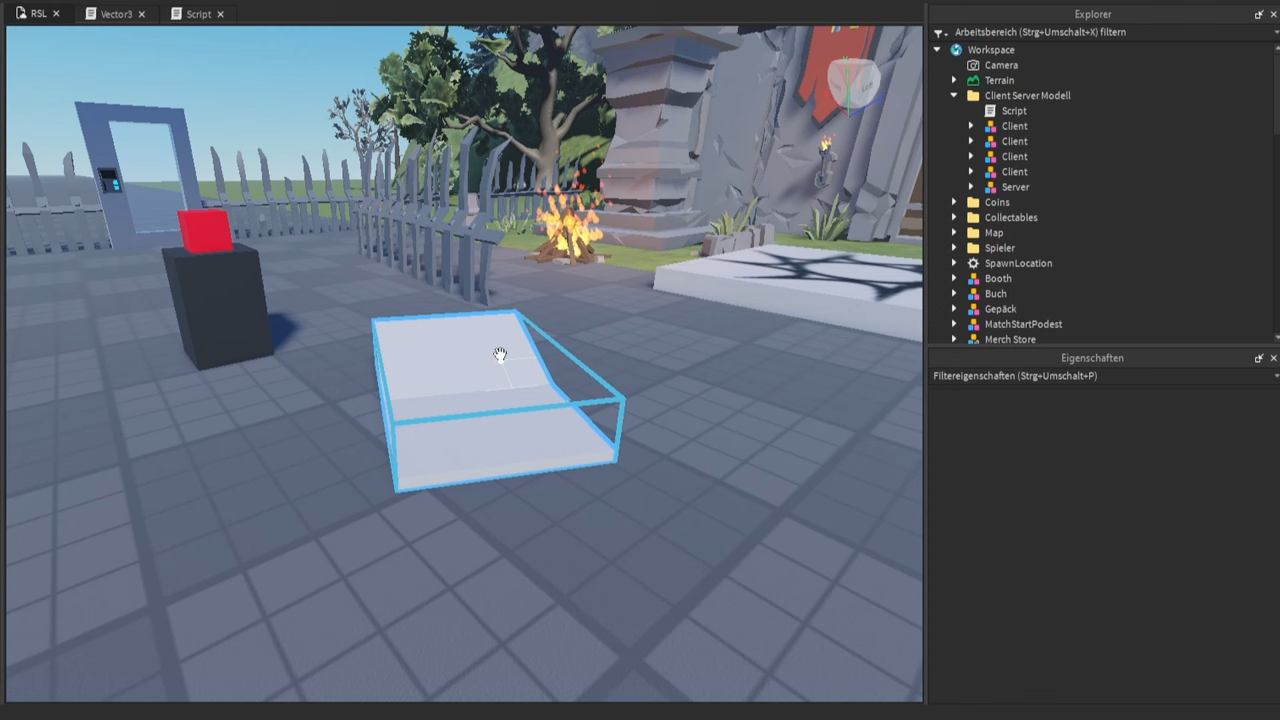 RSL
Vector3
Script
Explorer
Arbeitsbereich (Strg+Umschalt+X) filtern
Workspace
Camera
Terrain
Client Server Modell
Script
Client
Client
Client
Client
Server
Coins
Collectables
Map
Spieler
SpawnLocation
Booth
Buch
Gepäck
MatchStartPodest
Merch Store
Eigenschaften
Filtereigenschaften (Strg+Umschalt+P)